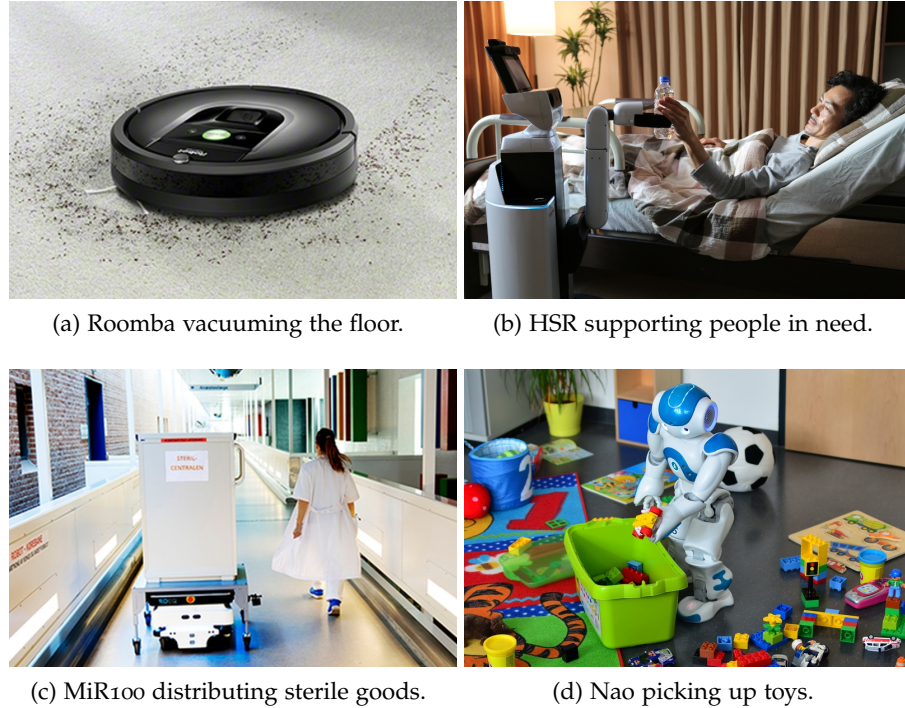 (a) Roomba vacuuming the floor.
(b) HSR supporting people in need.
STERIL-
CENTRALEN
(c) MiR100 distributing sterile goods.
2
(d) Nao picking up toys.